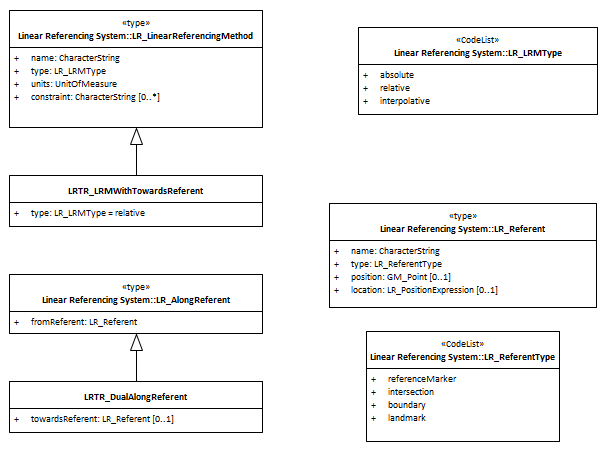 «type»
Linear Referencing System::LR_LinearReferencingMethod
+ name: CharacterString
+ type: LR_LRMType
+ units: UnitOfMeasure
+ constraint: CharacterString [0..*]
«CodeList»
Linear Referencing System::LR_LRMType
+ absolute
+ relative
+ interpolative
LRTR_LRMWithTowardsReferent
+ type: LR_LRMType = relative
«type»
Linear Referencing System::LR_Referent
+ name: CharacterString
+ type: LR_ReferentType
+ position: GM_Point [0..1]
+ location: LR_PositionExpression [0..1]
«type»
Linear Referencing System::LR_AlongReferent
+ fromReferent: LR_Referent
«CodeList»
Linear Referencing System::LR_ReferentType
+ referenceMarker
+ intersection
+ boundary
+ landmark
LRTR_DualAlongReferent
+ towardsReferent: LR_Referent [0..1]